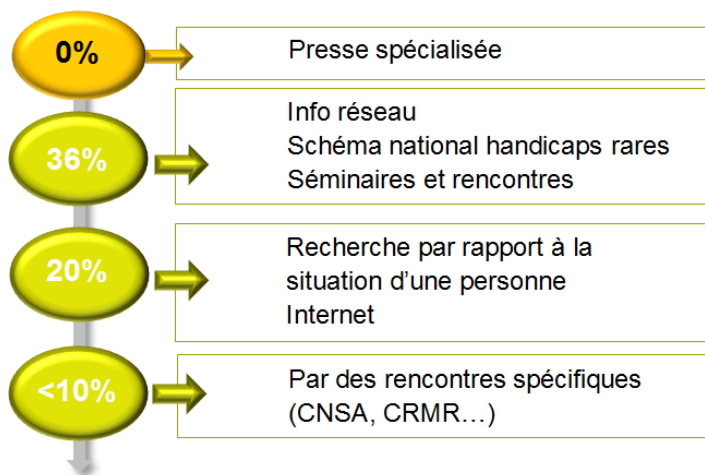 0%
Presse spécialisée
36%
Info réseau
Schéma national handicaps rares
Séminaires et rencontres
20%
Recherche par rapport à la
situation d’une personne
Internet
<10%
Par des rencontres spécifiques
(CNSA, CRMR…)